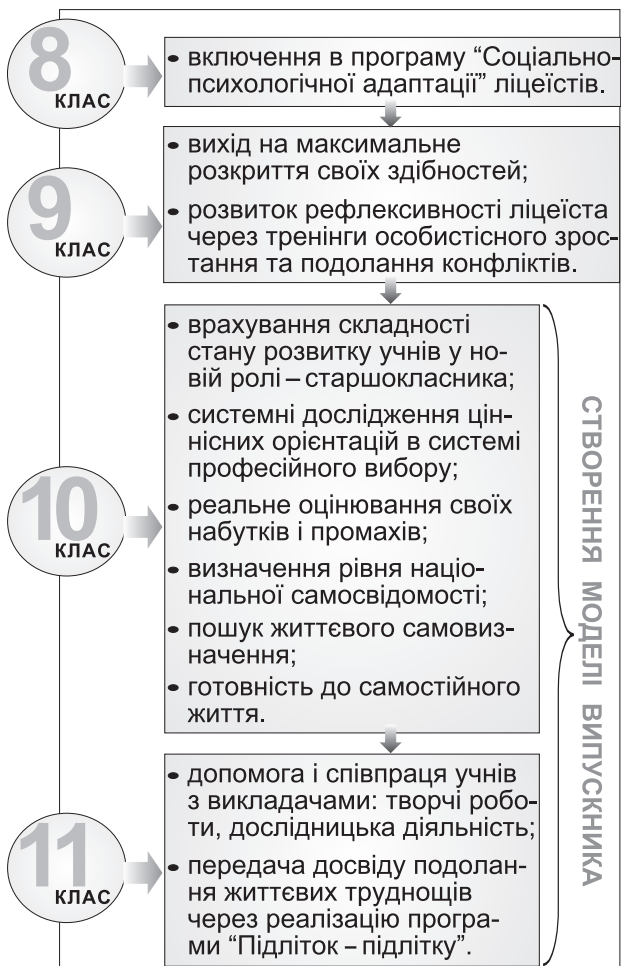 8
КЛАС
• включення в програму “Соціально-
психологічної адаптації” ліцеїстів.
9
КЛАС
• вихід на максимальне
розкриття своїх здібностей;
• розвиток рефлексивності ліцеїста
через тренінги особистісного зрос-
тання та подолання конфліктів.
10
КЛАС
• врахування складності
стану розвитку учнів у но-
вій ролі – старшокласника;
• системні дослідження цін-
нісних орієнтацій в системі
професійного вибору;
• реальне оцінювання своїх
набутків і промахів;
• визначення рівня націо-
нальної самосвідомості;
• пошук життєвого самовиз-
начення;
• готовність до самостійного
життя.
11
КЛАС
• допомога і співпраця учнів
з викладачами: творчі робо-
ти, дослідницька діяльність;
• передача досвіду подолан-
ня життєвих труднощів
через реалізацію програ-
ми “Підліток – підлітку”.
СТВОРЕННЯ МОДЕЛІ ВИПУСКНИКА